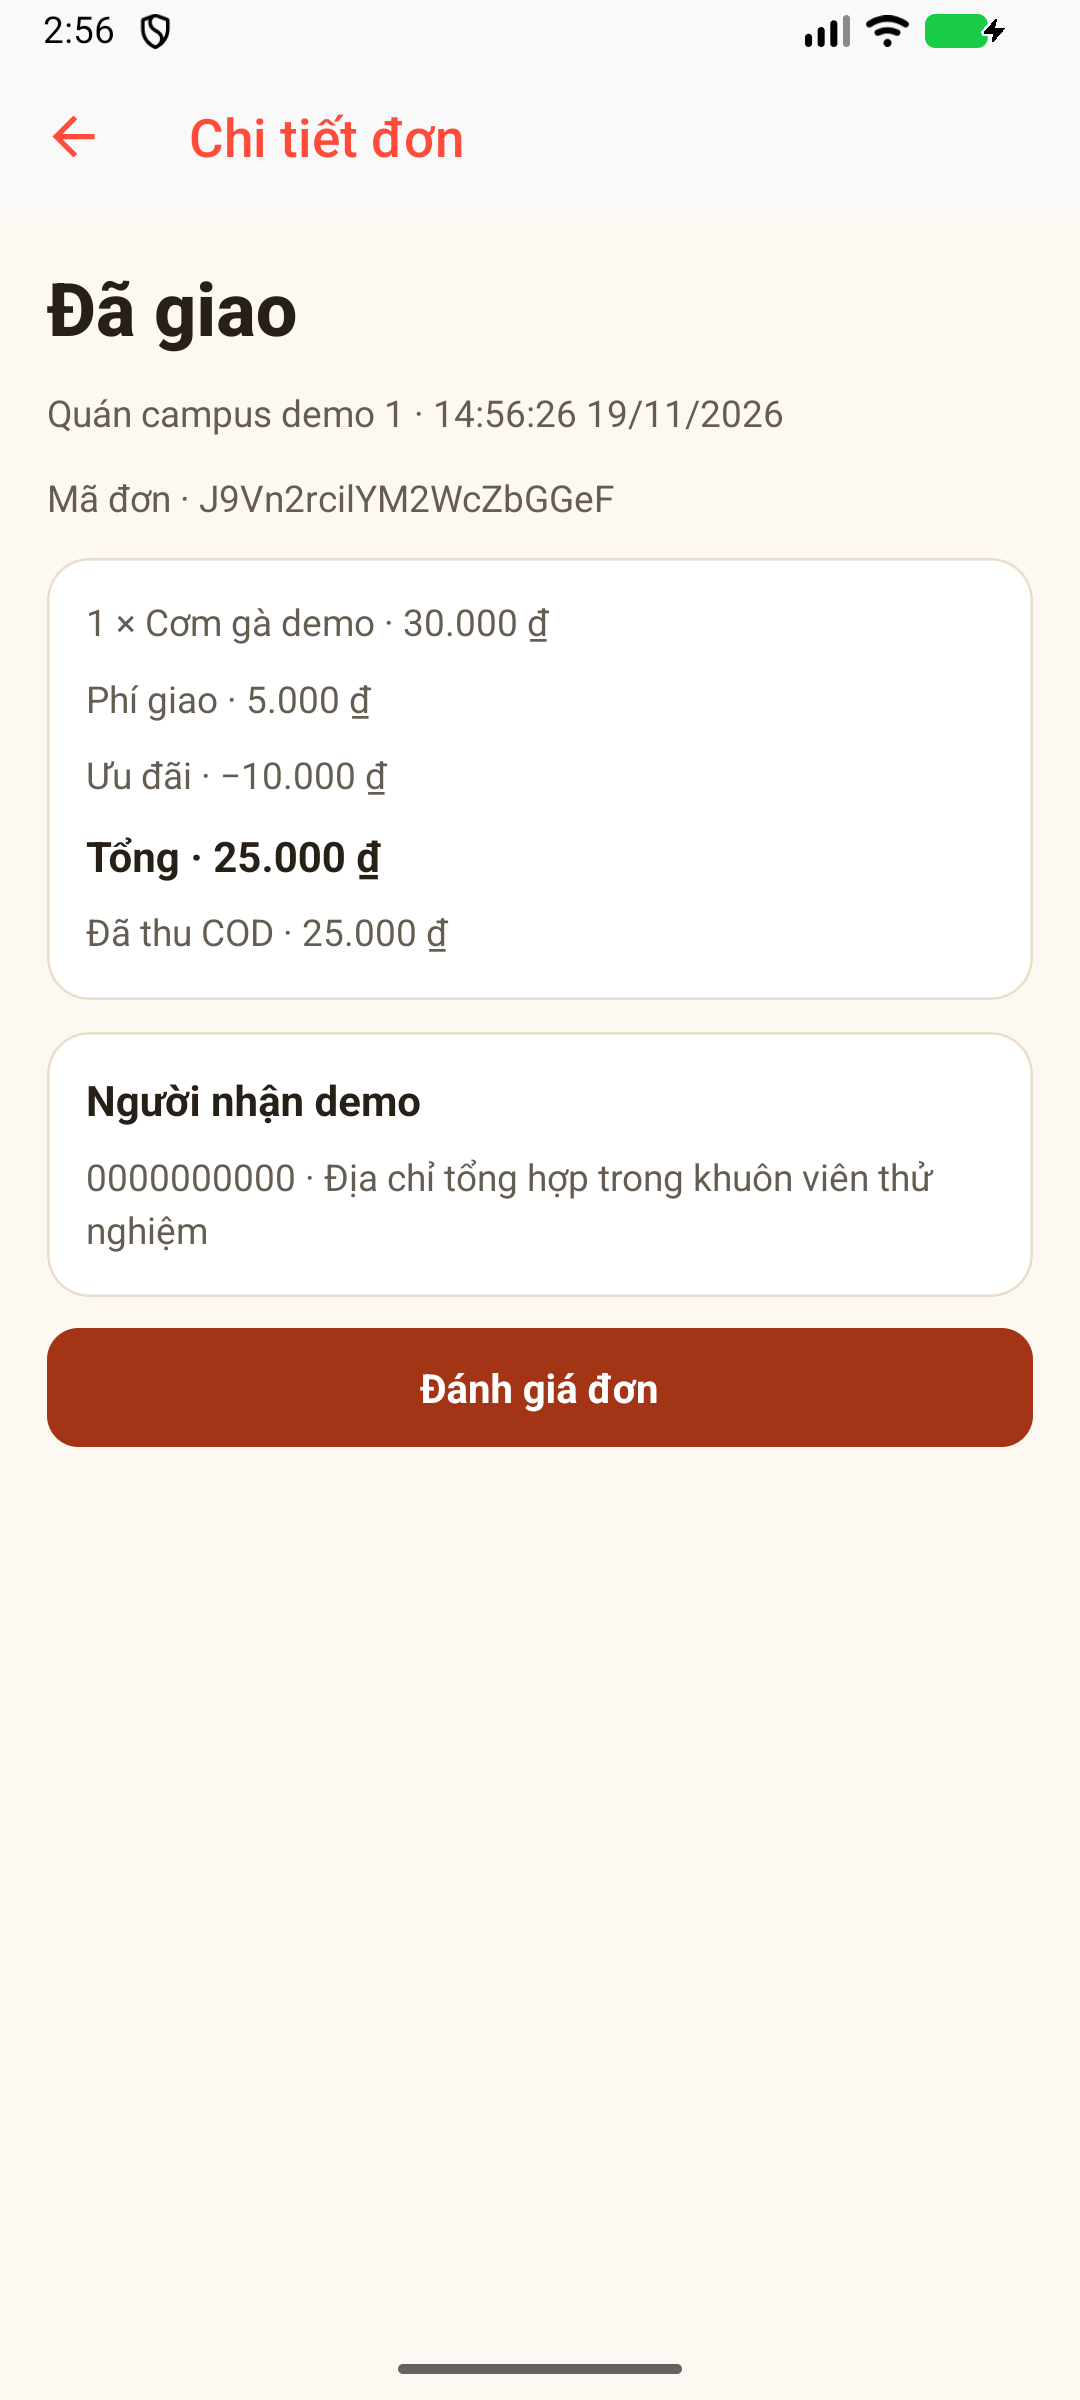 2:56
Chi tiết đơn
Đã giao
Quán campus demo 1 · 14:56:26 19/11/2026
Mã đơn · J9Vn2rcilYM2WcZbGGeF
1 × Cơm gà demo · 30.000 ₫
Phí giao · 5.000 ₫
Ưu đãi · −10.000 ₫
Tổng · 25.000 ₫
Đã thu COD · 25.000 ₫
Người nhận demo
0000000000 · Địa chỉ tổng hợp trong khuôn viên thử
nghiệm
Đánh giá đơn